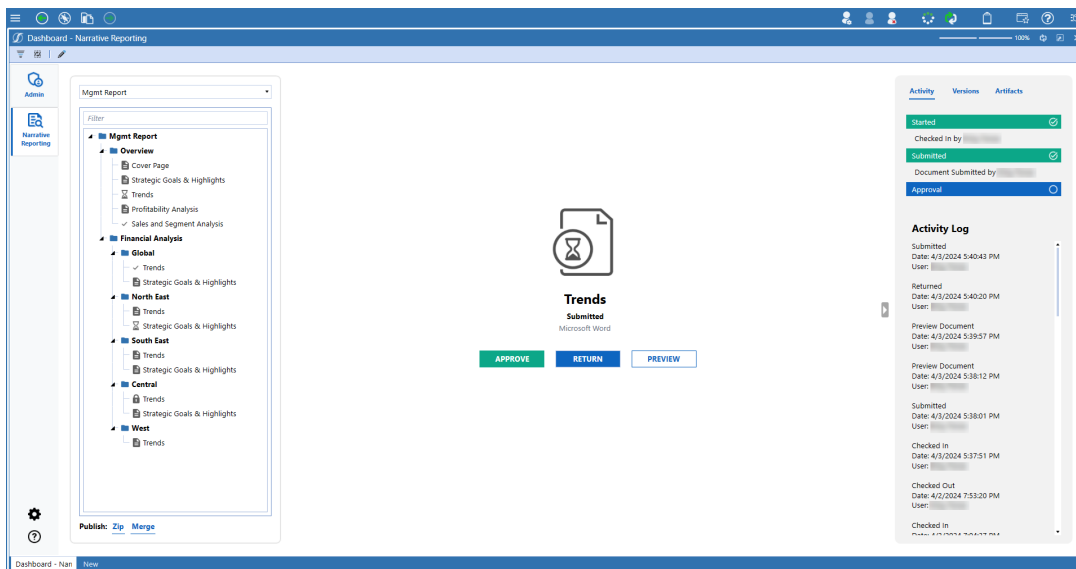 Dashboard - Narrative Reporting
100%
Admin
Narrative
Reporting
Mgmt Report
Filter
Mgmt Report
Overview
Cover Page
Strategic Goals & Highlights
Trends
Profitability Analysis
Sales and Segment Analysis
Financial Analysis
Global
Trends
Strategic Goals & Highlights
North East
Trends
Strategic Goals & Highlights
South East
Trends
Strategic Goals & Highlights
Central
Trends
Strategic Goals & Highlights
West
Trends
Publish: Zip Merge
Trends
Submitted
Microsoft Word
APPROVE RETURN PREVIEW
Activity Versions Artifacts
Started
Checked In by
Submitted
Document Submitted by
Approval
Activity Log
Submitted
Date: 4/3/2024 5:40:43 PM
User:
Returned
Date: 4/3/2024 5:40:20 PM
User:
Preview Document
Date: 4/3/2024 5:39:57 PM
User:
Preview Document
Date: 4/3/2024 5:38:12 PM
User:
Submitted
Date: 4/3/2024 5:38:01 PM
User:
Checked In
Date: 4/3/2024 5:37:51 PM
User:
Checked Out
Date: 4/2/2024 7:53:20 PM
User:
Checked In
Dashboard - Nan New